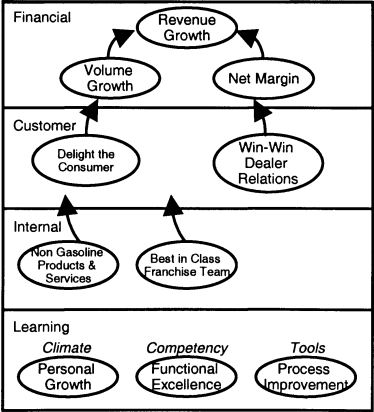 Financial
Revenue
Growth
Volume
Growth
Net Margin
Customer
Delight the
Consumer
Win-Win
Dealer
Relations
Internal
Non Gasoline
Products &
Services
Best in Class
Franchise Team
Learning
Climate
Competency
Tools
Personal
Growth
Functional
Excellence
Process
Improvement